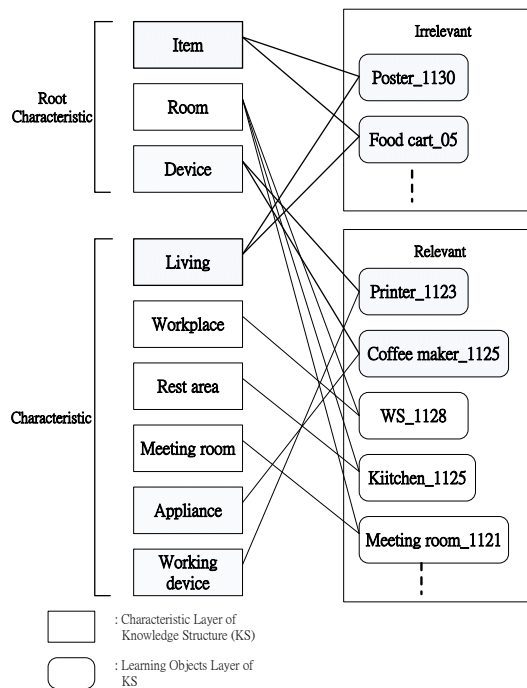 Root
Characteristic
Item
Room
Device
Characteristic
Living
Workplace
Rest area
Meeting room
Appliance
Working
device
Irrelevant
Poster_1130
Food cart_05
Relevant
Printer_1123
Coffee maker_1125
WS_1128
Kiitchen_1125
Meeting room_1121
: Characteristic Layer of
Knowledge Structure (KS)
: Learning Objects Layer of
KS